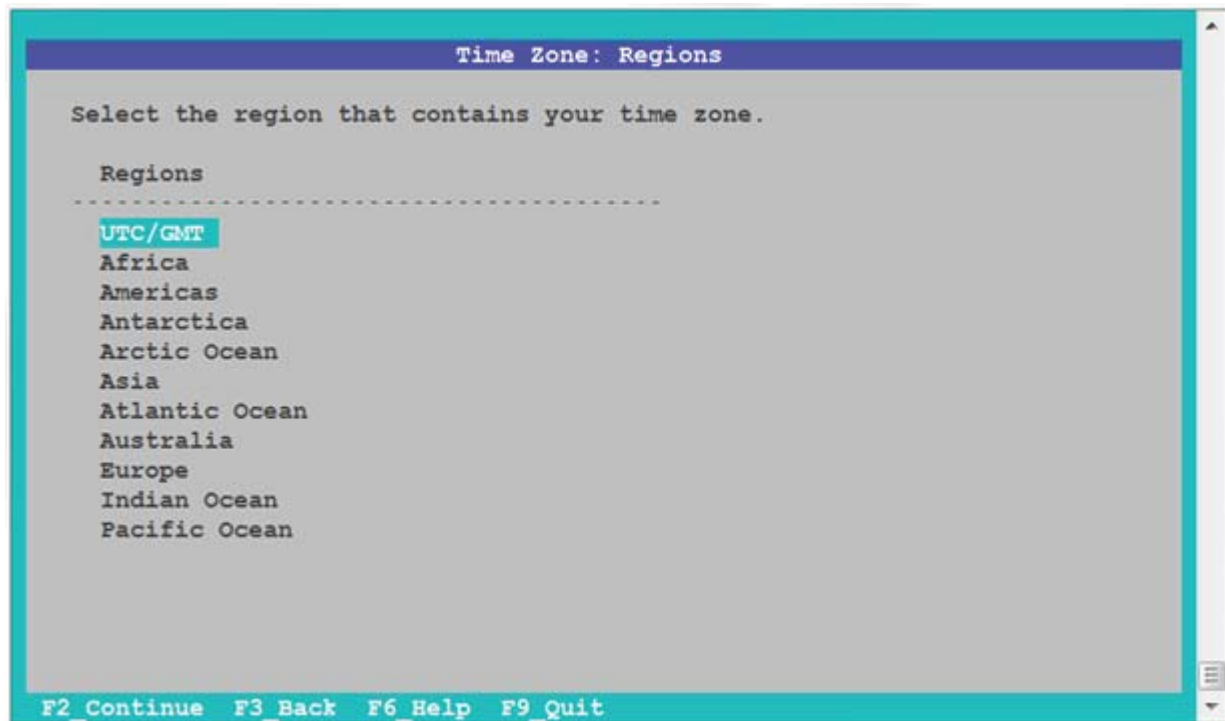 Time Zone: Regions
Select the region that contains your time zone.
Regions
----------------------------------------
UTC/GMT
Africa
Americas
Antarctica
Arctic Ocean
Asia
Atlantic Ocean
Australia
Europe
Indian Ocean
Pacific Ocean
F2_Continue F3_Back F6_Help F9_Quit